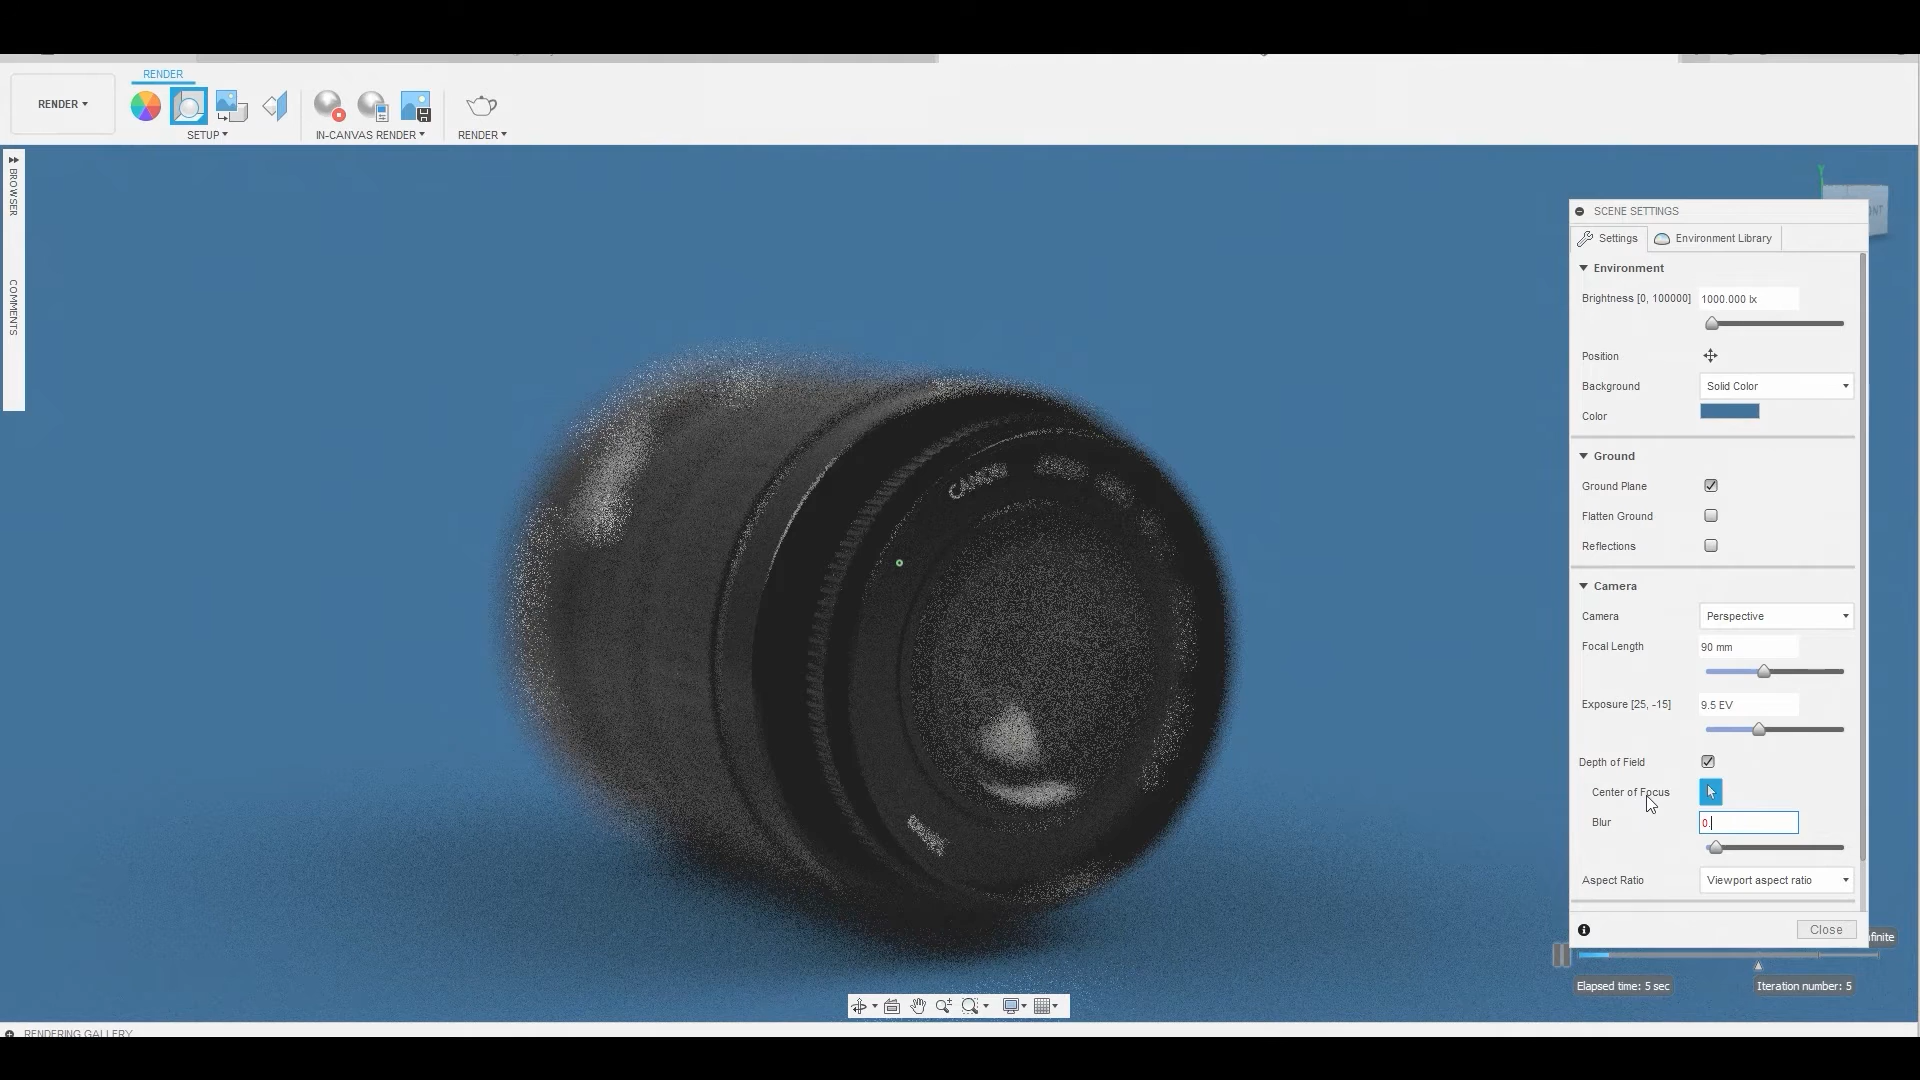 RENDER
RENDER
SETUP
IN-CANVAS RENDER
RENDER
BROWSER
COMMENTS
SCENE SETTINGS
Settings
Environment Library
Environment
Brightness [0, 100000]
1000.000 lx
Position
Background
Solid Color
Color
Ground
Ground Plane
Flatten Ground
Reflections
Camera
Camera
Perspective
Focal Length
90 mm
Exposure [25, -15]
9.5 EV
Depth of Field
Center of Focus
Blur
0.
Aspect Ratio
Viewport aspect ratio
Close
Elapsed time: 5 sec
Iteration number: 5
CANON
RENDERING GALLERY